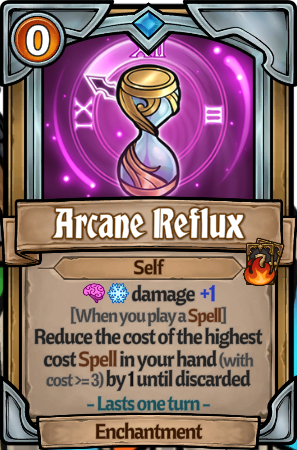 0
XII
IX
III
Arcane Reflux
Self
damage +1
[When you play a Spell]
Reduce the cost of the highest
cost Spell in your hand (with
cost >= 3) by 1 until discarded
- Lasts one turn -
Enchantment